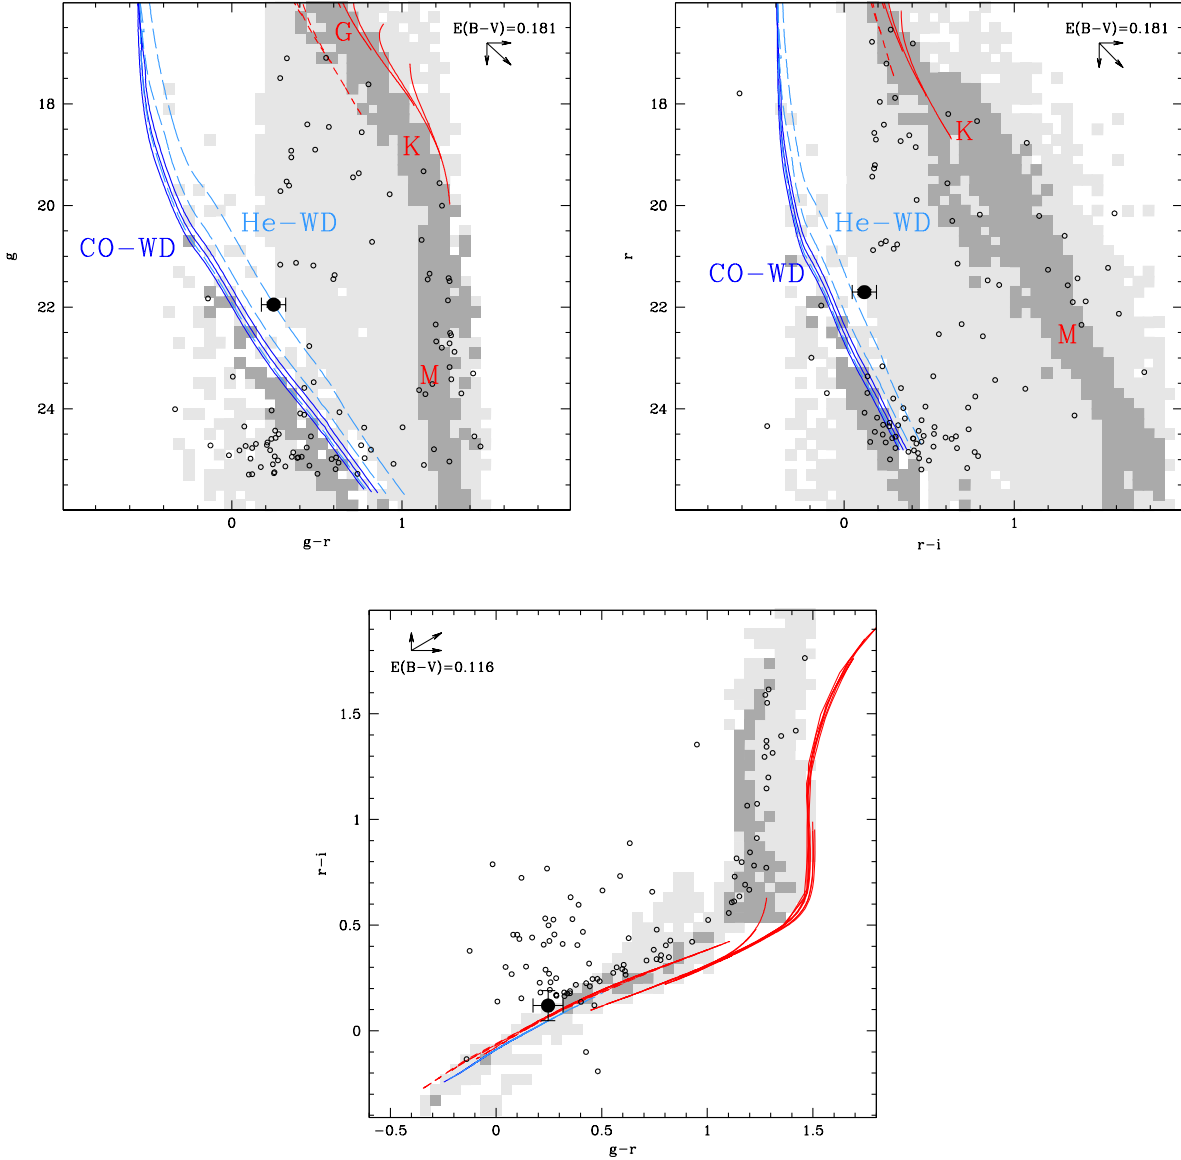 E(B−V)=0.181
G
K
He−WD
CO−WD
M
18
20
22
24
g
0
1
g−r
E(B−V)=0.181
K
He−WD
CO−WD
M
18
20
22
24
r
0
1
r−i
E(B−V)=0.116
1.5
1
0.5
0
r−i
−0.5
0
0.5
1
1.5
g−r